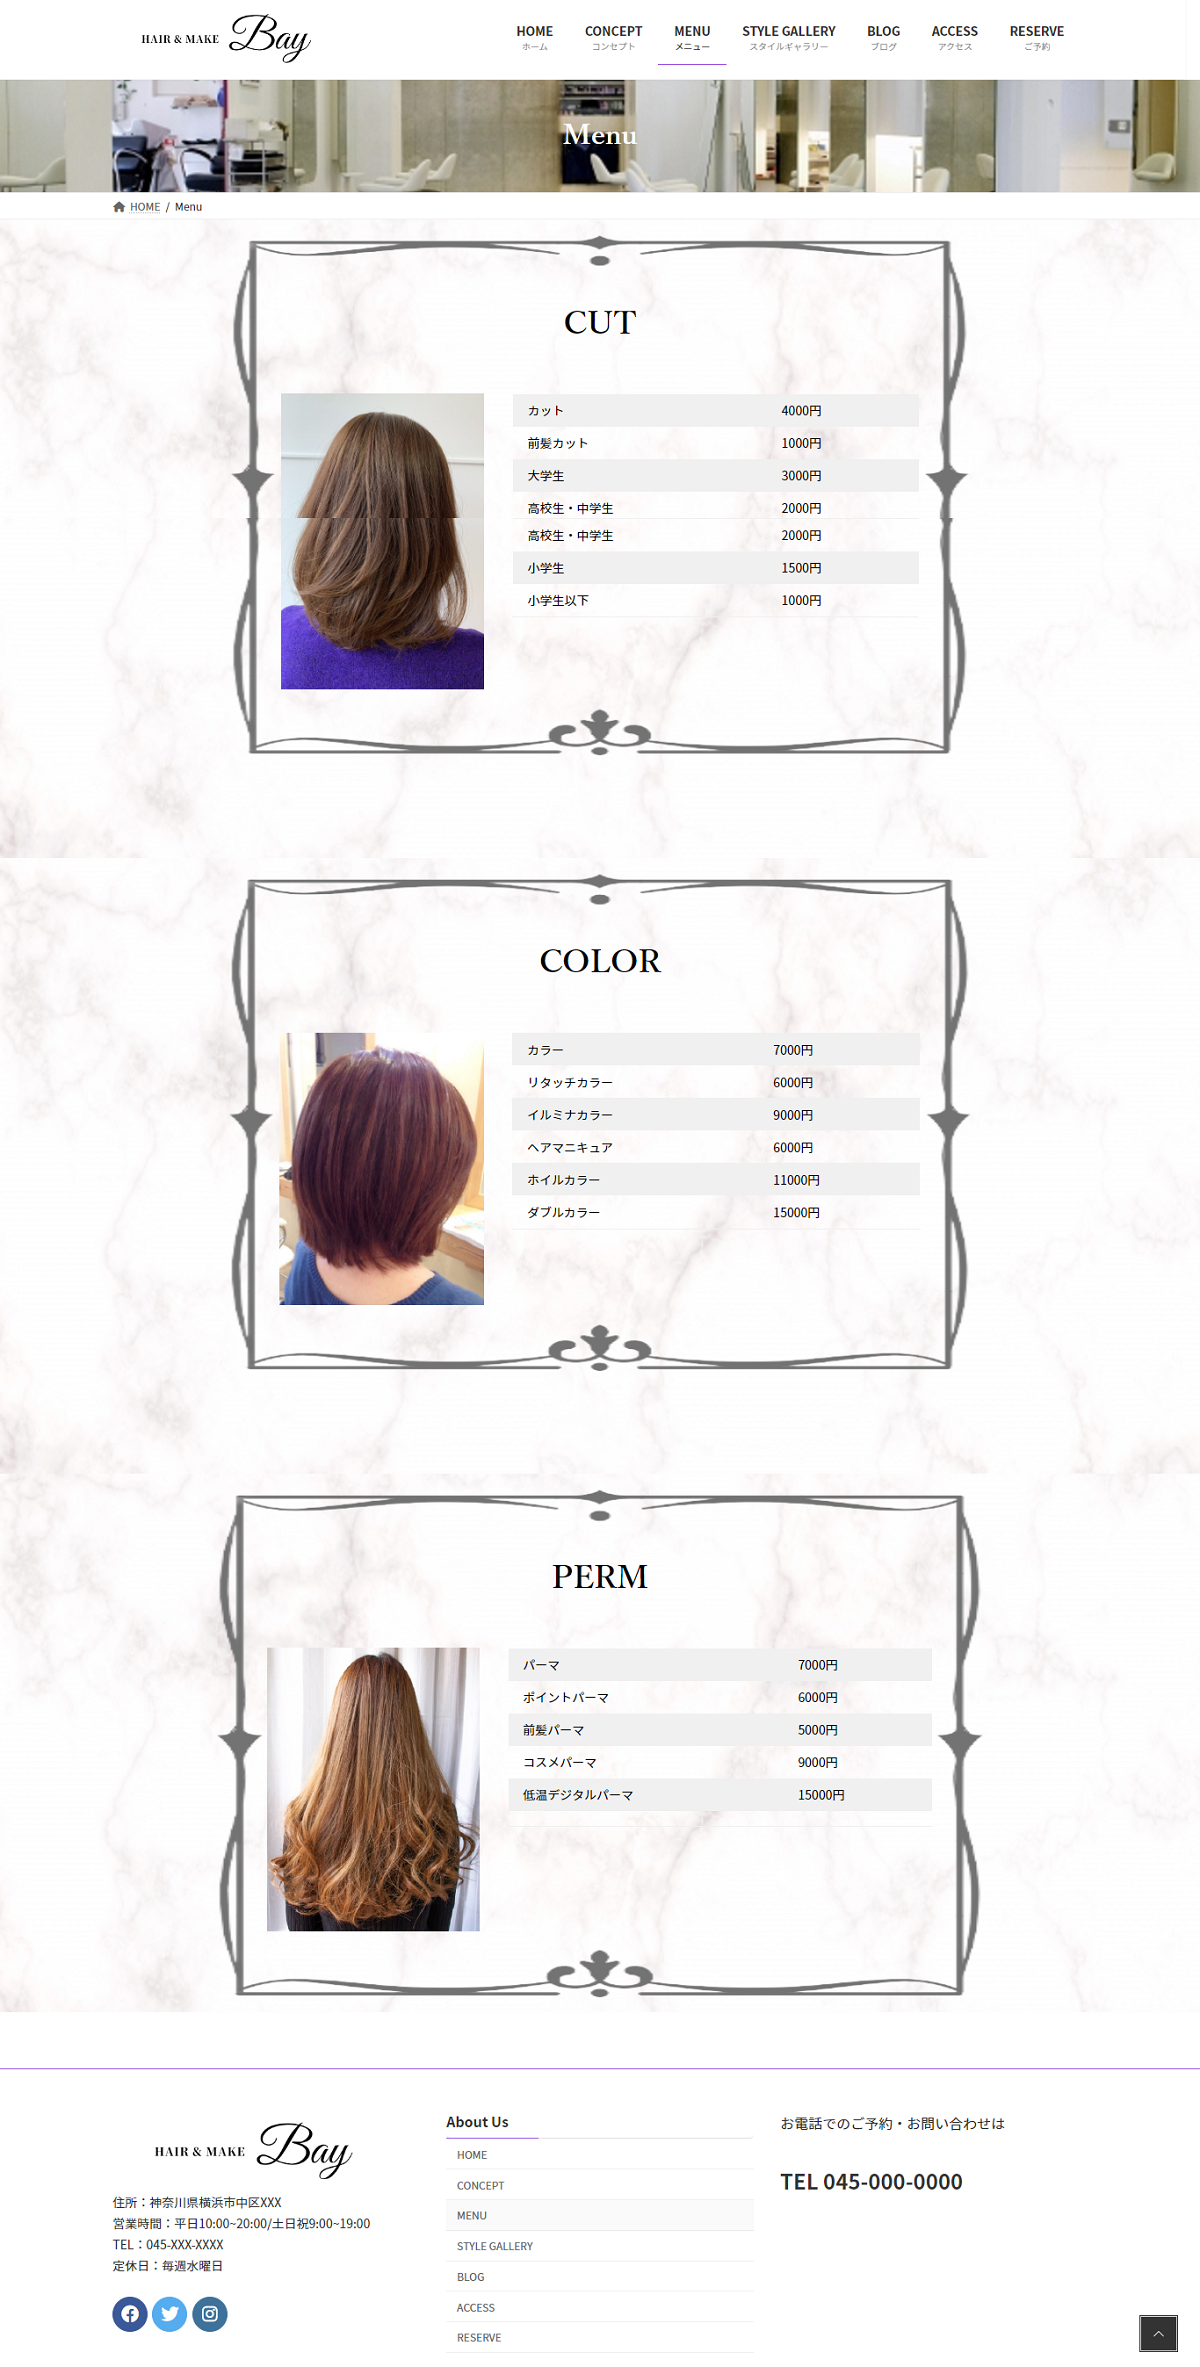 HAIR & MAKE Bay
HOME CONCEPT MENU STYLE GALLERY BLOG ACCESS RESERVE
ホーム コンセプト メニュー スタイルギャラリー ブログ アクセス ご予約
Menu
HOME / Menu
CUT
カット 4000円
前髪カット 1000円
大学生 3000円
高校生・中学生 2000円
高校生・中学生 2000円
小学生 1500円
小学生以下 1000円
COLOR
カラー 7000円
リタッチカラー 6000円
イルミナカラー 9000円
ヘアマニキュア 6000円
ホイルカラー 11000円
ダブルカラー 15000円
PERM
パーマ 7000円
ポイントパーマ 6000円
前髪パーマ 5000円
コスメパーマ 9000円
低温デジタルパーマ 15000円
HAIR & MAKE Bay
住所：神奈川県横浜市中区XXX
営業時間：平日10:00~20:00/土日祝9:00~19:00
TEL：045-XXX-XXXX
定休日：毎週水曜日
About Us
HOME
CONCEPT
MENU
STYLE GALLERY
BLOG
ACCESS
RESERVE
お電話でのご予約・お問い合わせは
TEL 045-000-0000